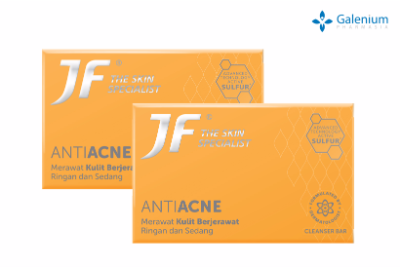 Galenium
PHARMASIA
JF®
THE SKIN
SPECIALIST
SULFUR
ANTIACNE
Merawat Kulit Berjerawat
Ringan dan Sedang
JF®
THE SKIN
SPECIALIST
SULFUR
ANTIACNE
Merawat Kulit Berjerawat
Ringan dan Sedang
CLEANSER BAR